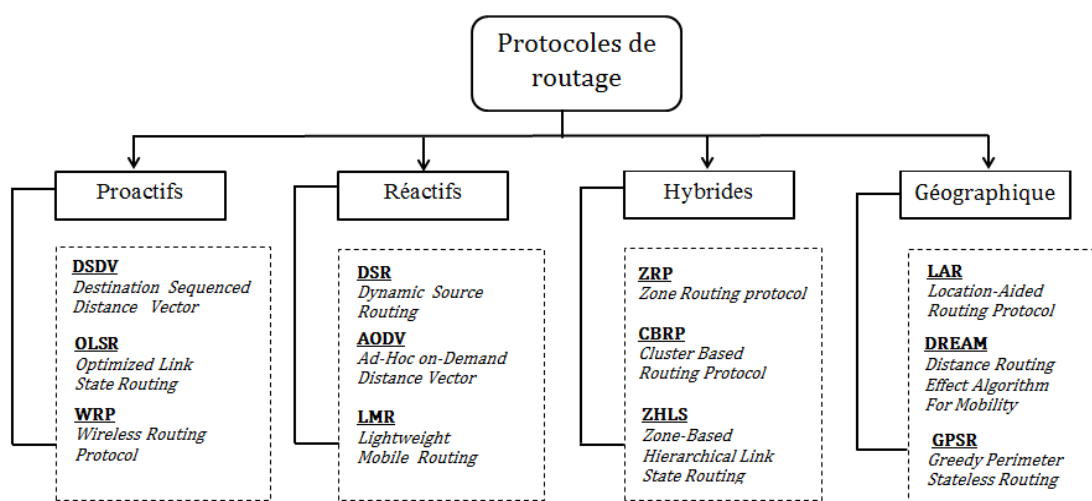 Protocoles de
routage
Proactifs
Réactifs
Hybrides
Géographique
DSDV
Destination Sequenced
Distance Vector
OLSR
Optimized Link
State Routing
WRP
Wireless Routing
Protocol
DSR
Dynamic Source
Routing
AODV
Ad-Hoc on-Demand
Distance Vector
LMR
Lightweight
Mobile Routing
ZRP
Zone Routing protocol
CBRP
Cluster Based
Routing Protocol
ZHLS
Zone-Based
Hierarchical Link
State Routing
LAR
Location-Aided
Routing Protocol
DREAM
Distance Routing
Effect Algorithm
For Mobility
GPSR
Greedy Perimeter
Stateless Routing